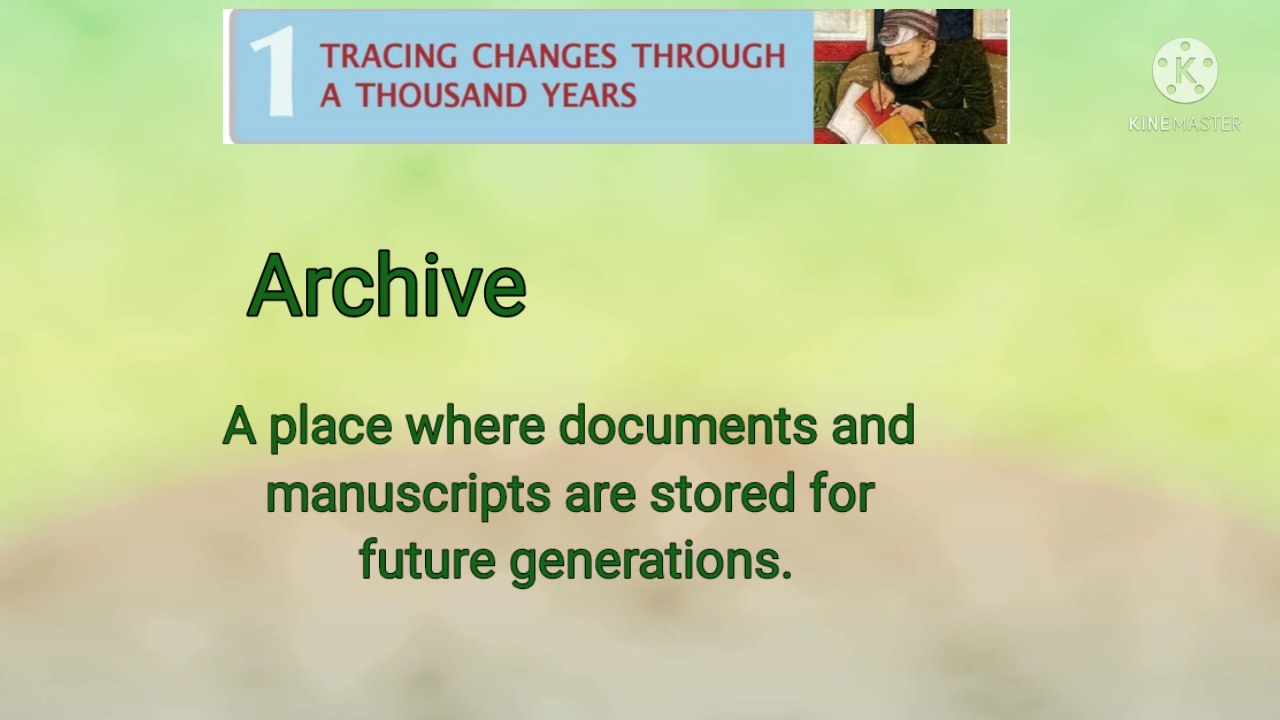 1
TRACING CHANGES THROUGH
A THOUSAND YEARS
K
KINEMASTER
Archive
A place where documents and
manuscripts are stored for
future generations.